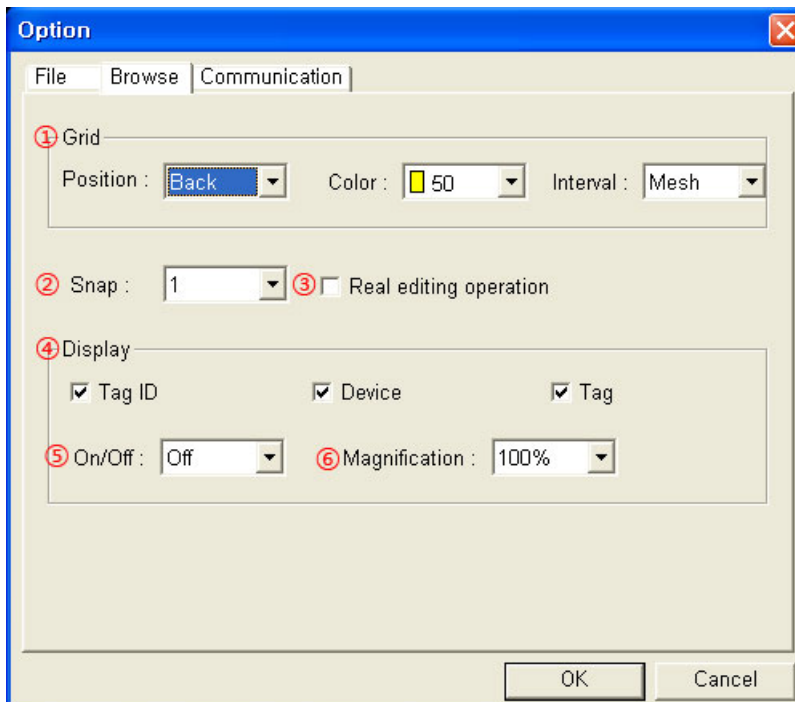 Option
File Browse Communication
① Grid
Position : Back Color : 50 Interval : Mesh
② Snap : 1 ③ Real editing operation
④ Display
Tag ID Device Tag
⑤ On/Off : Off ⑥ Magnification : 100%
OK Cancel